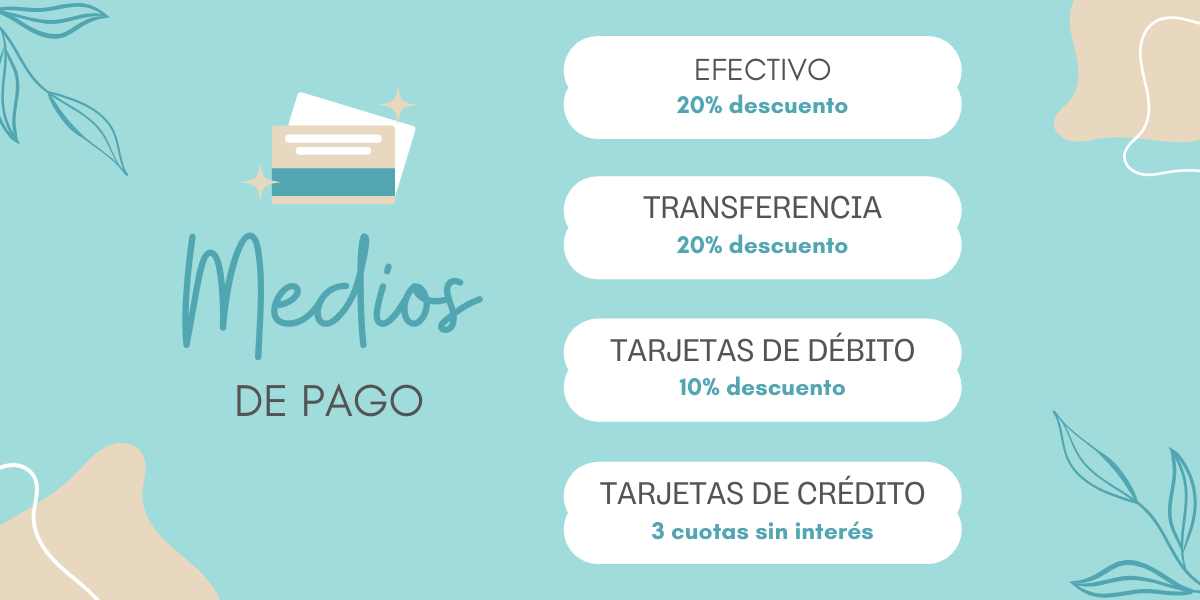 Medios
DE PAGO
EFECTIVO
20% descuento
TRANSFERENCIA
20% descuento
TARJETAS DE DÉBITO
10% descuento
TARJETAS DE CRÉDITO
3 cuotas sin interés